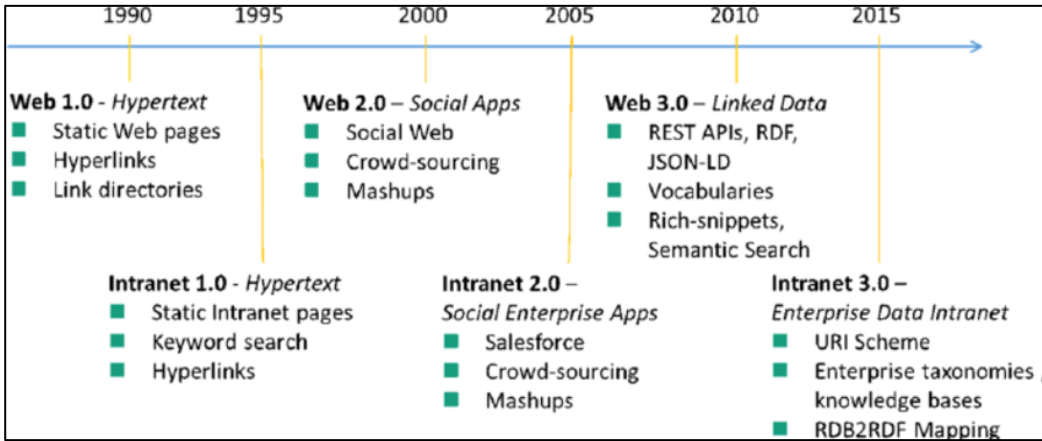 1990 1995 2000 2005 2010 2015
Web 1.0 - Hypertext
Static Web pages
Hyperlinks
Link directories
Web 2.0 – Social Apps
Social Web
Crowd-sourcing
Mashups
Web 3.0 – Linked Data
REST APIs, RDF,
JSON-LD
Vocabularies
Rich-snippets,
Semantic Search
Intranet 1.0 - Hypertext
Static Intranet pages
Keyword search
Hyperlinks
Intranet 2.0 –
Social Enterprise Apps
Salesforce
Crowd-sourcing
Mashups
Intranet 3.0 –
Enterprise Data Intranet
URI Scheme
Enterprise taxonomies ,
knowledge bases
RDB2RDF Mapping